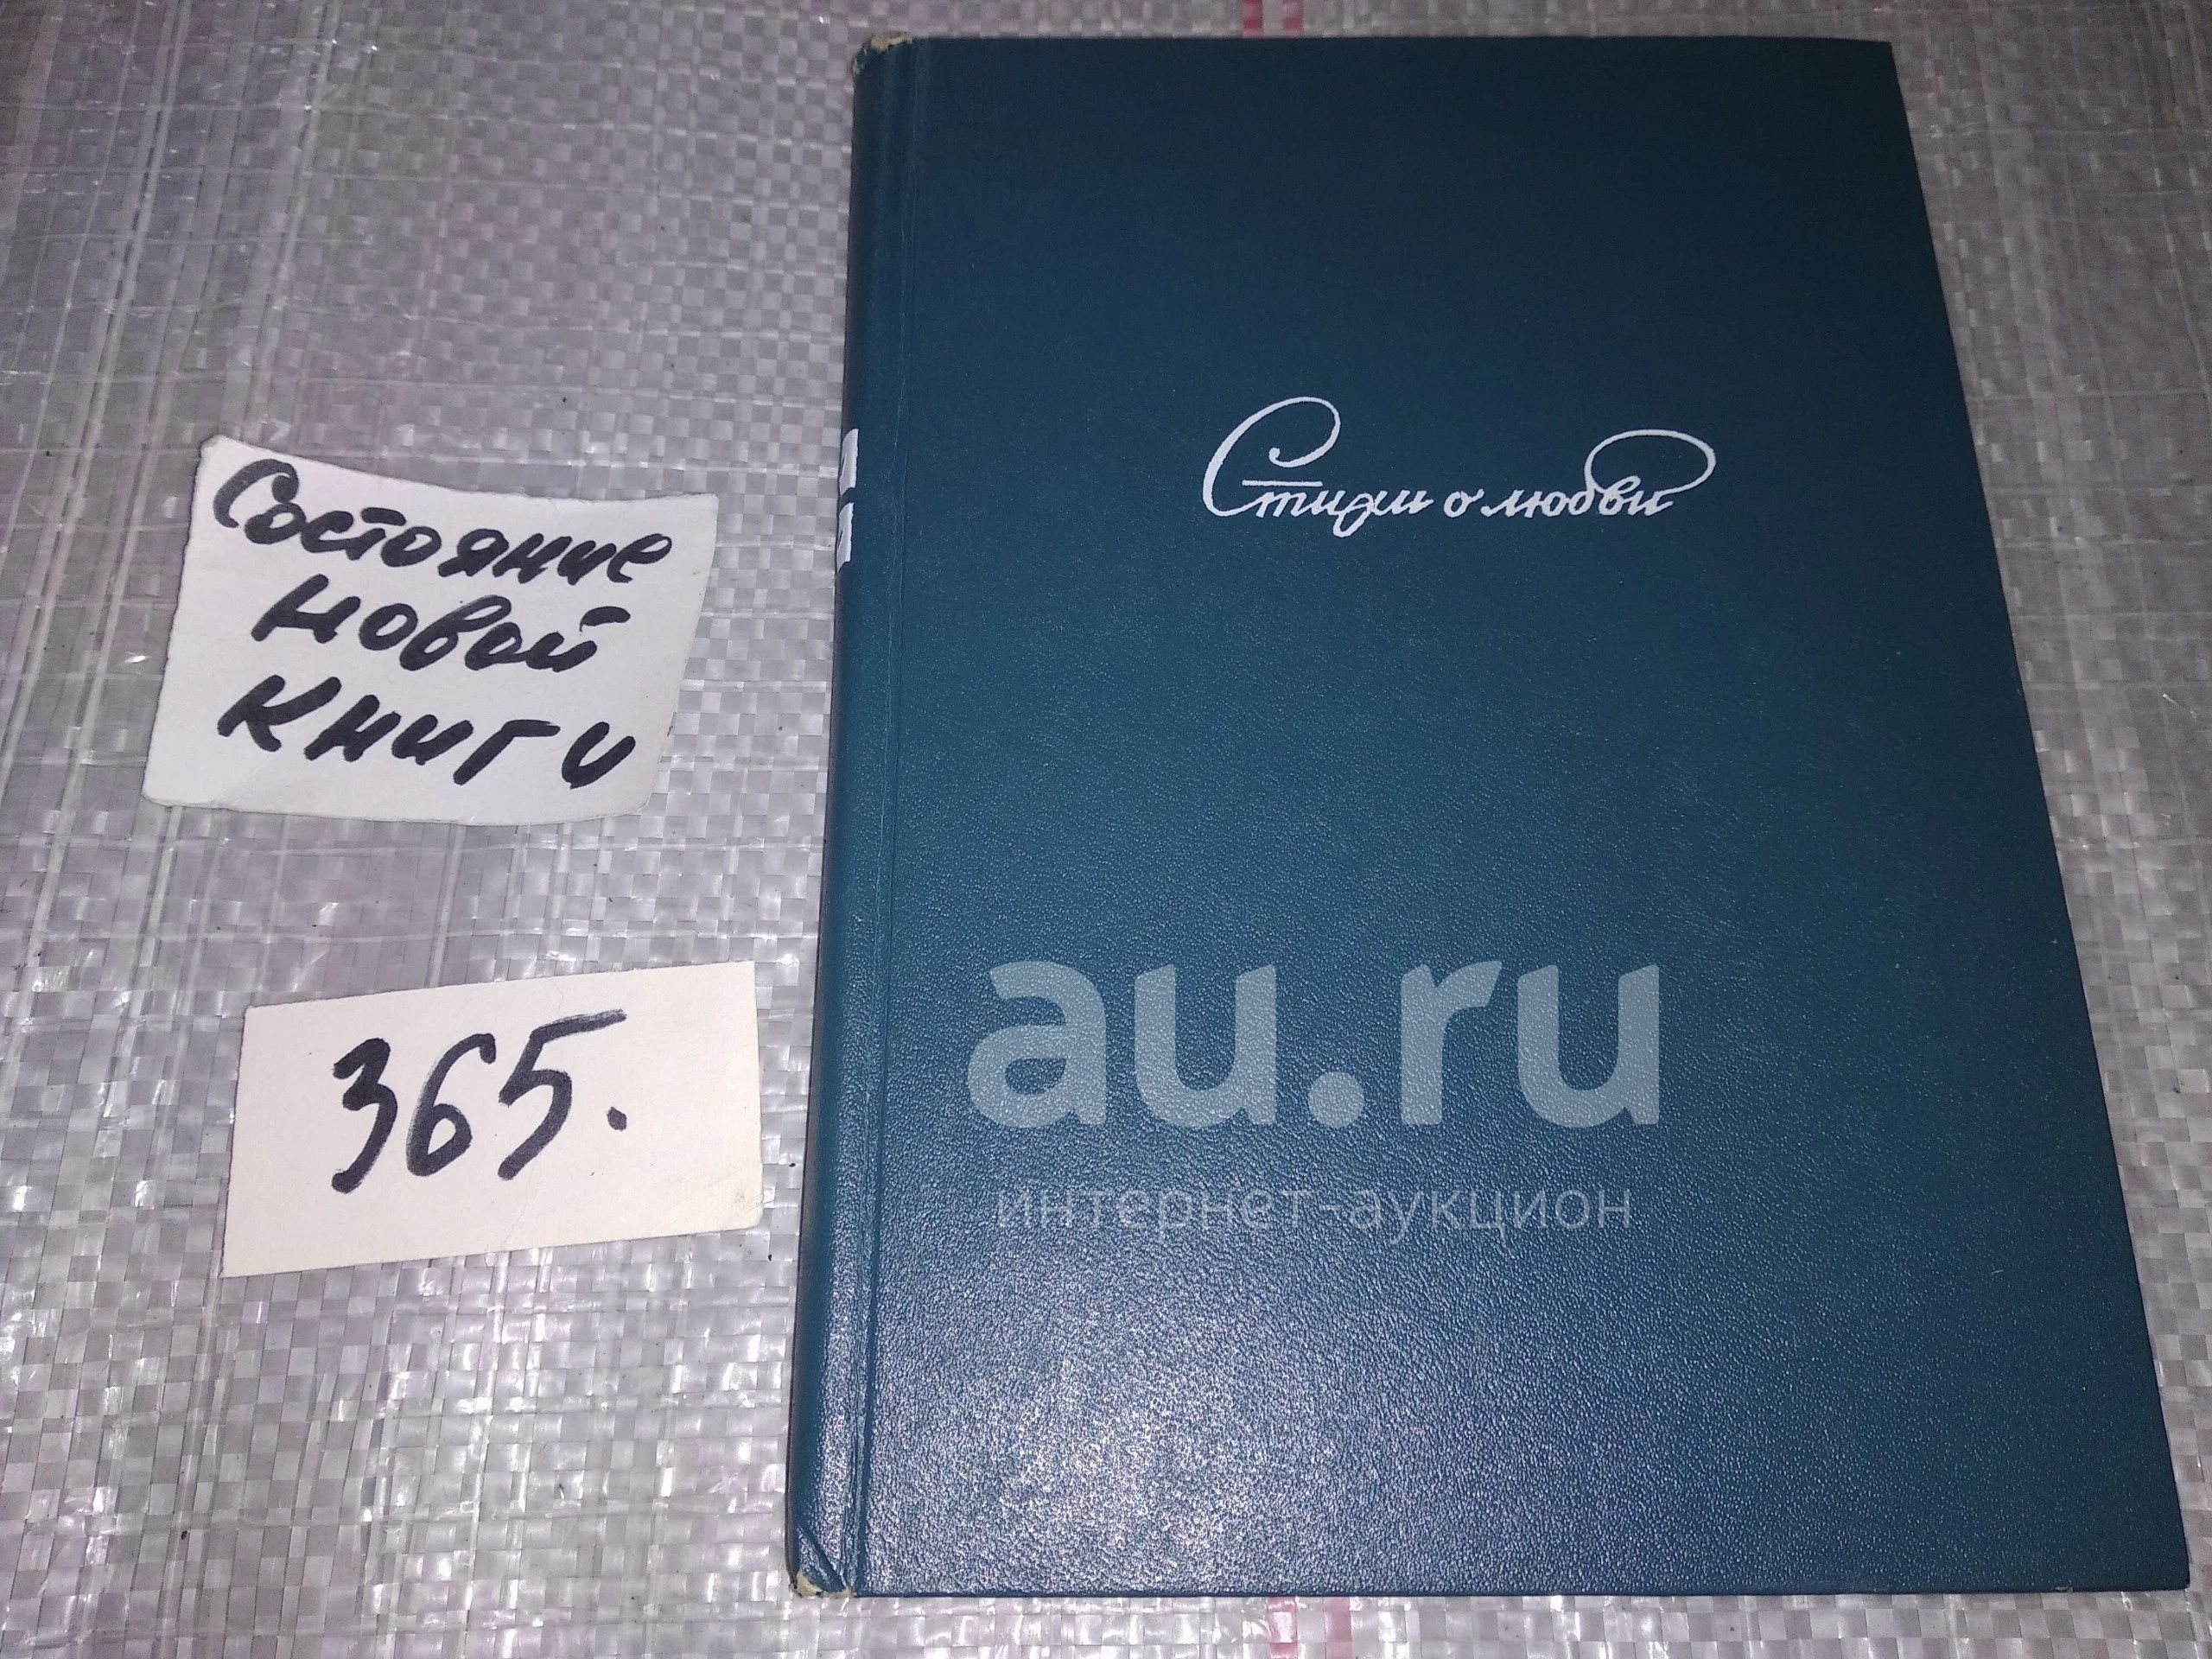 Состояние
новой
книги
365.
Стихи о любви
au.ru
интернет-аукцион